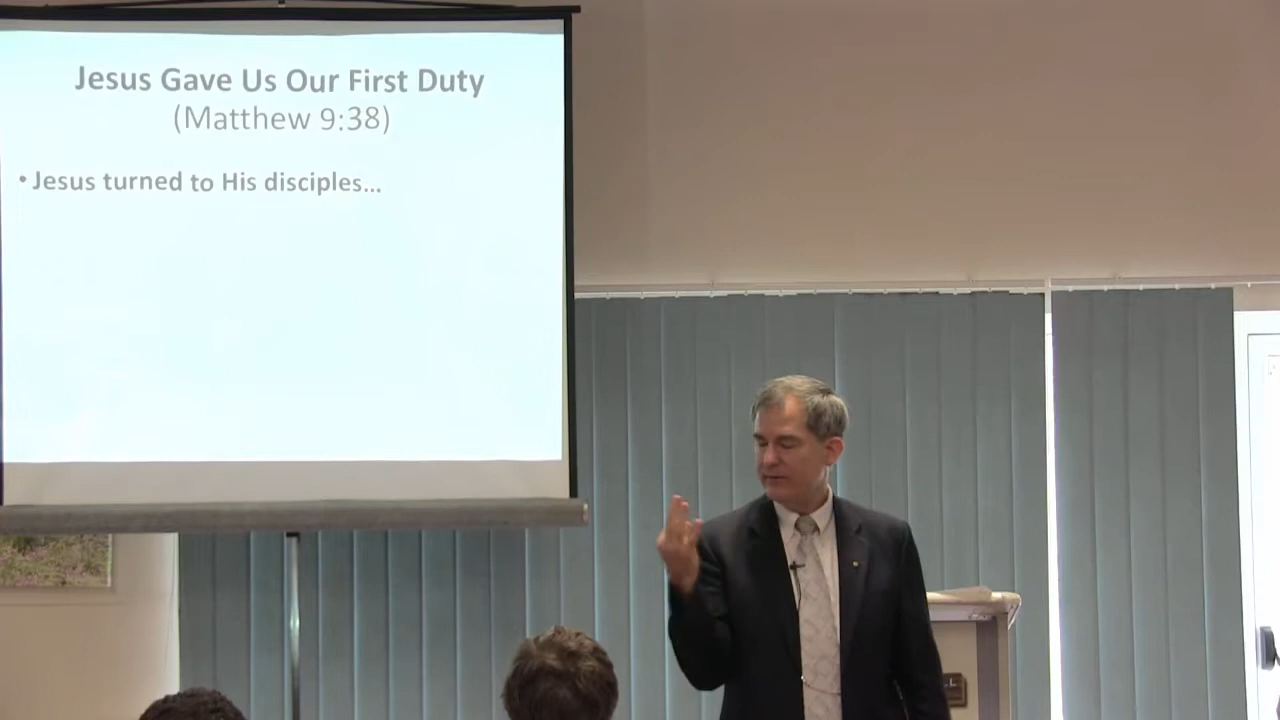 Jesus Gave Us Our First Duty
(Matthew 9:38)
• Jesus turned to His disciples…